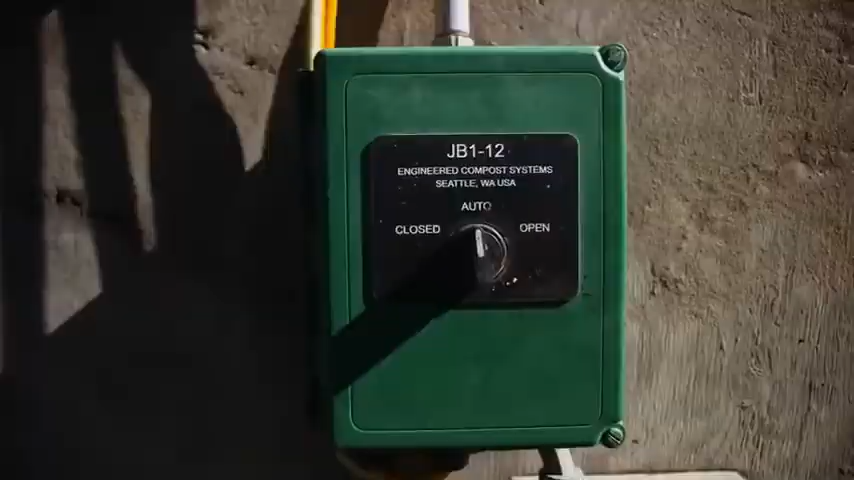 JB1-12
ENGINEERED COMPOST SYSTEMS
SEATTLE, WA USA
AUTO
CLOSED
OPEN